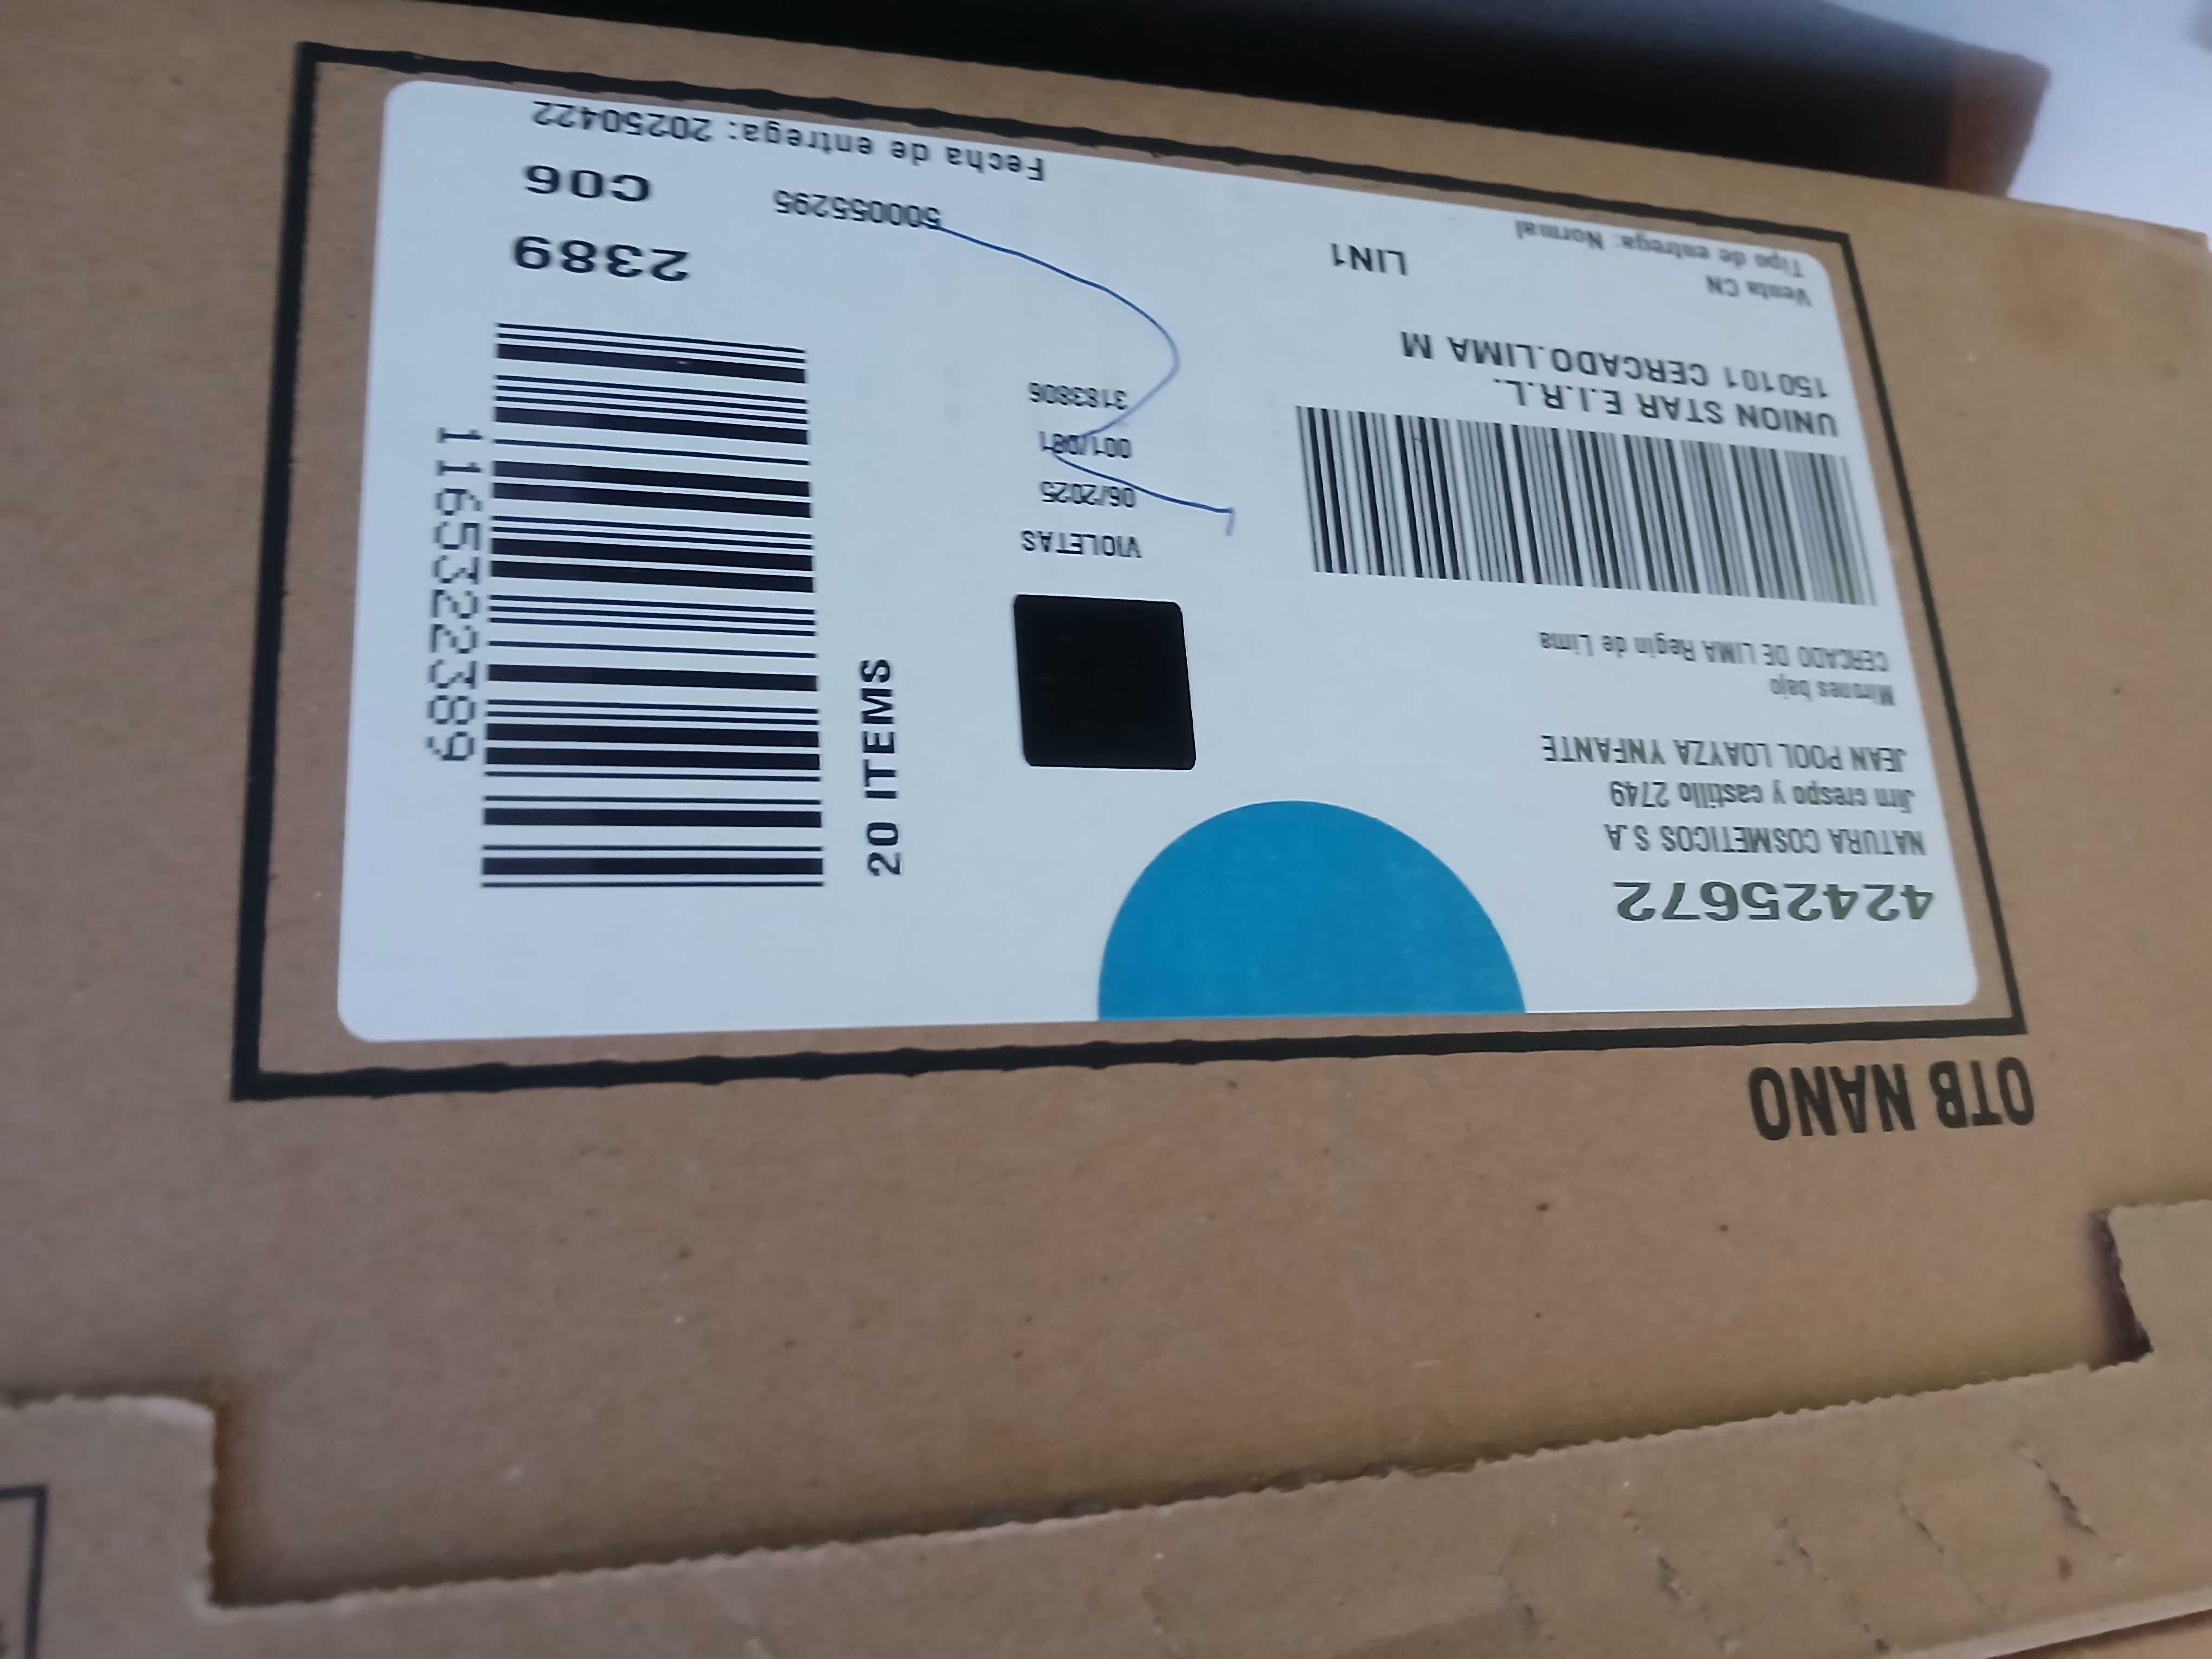 OTB NANO
42425672
NATURA COSMETICOS S.A
Jirn crespo y castillo 2749
JEAN POOL LOAYZA YNFANTE
Mirones bajo
CERCADO DE LIMA Regin de Lima
UNION STAR E.I.R.L.
150101 CERCADO.LIMA M
Venta CN
Tipo de entrega: Normal
LIN1
VIOLETAS
06/2025
001/001
3183806
500055295
Fecha de entrega: 20250422
20 ITEMS
1165322389
2389
C06